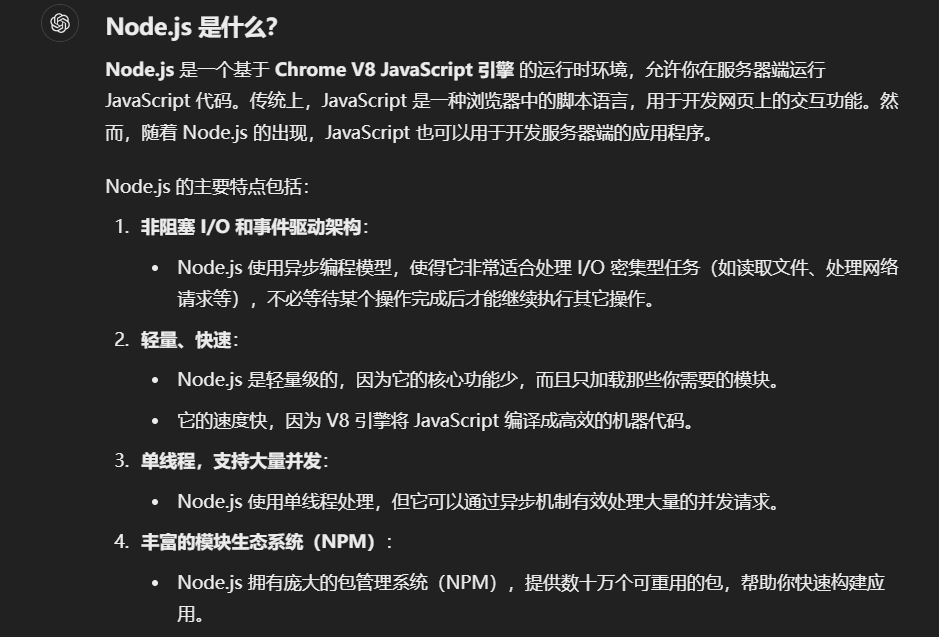 Node.js 是什么？
Node.js 是一个基于 Chrome V8 JavaScript 引擎 的运行时环境，允许你在服务器端运行
JavaScript 代码。传统上，JavaScript 是一种浏览器中的脚本语言，用于开发网页上的交互功能。然
而，随着 Node.js 的出现，JavaScript 也可以用于开发服务器端的应用程序。
Node.js 的主要特点包括：
1. 非阻塞 I/O 和事件驱动架构：
• Node.js 使用异步编程模型，使得它非常适合处理 I/O 密集型任务（如读取文件、处理网络
请求等），不必等待某个操作完成后才能继续执行其它操作。
2. 轻量、快速：
• Node.js 是轻量级的，因为它的核心功能少，而且只加载那些你需要的模块。
• 它的速度快，因为 V8 引擎将 JavaScript 编译成高效的机器代码。
3. 单线程，支持大量并发：
• Node.js 使用单线程处理，但它可以通过异步机制有效处理大量的并发请求。
4. 丰富的模块生态系统（NPM）：
• Node.js 拥有庞大的包管理系统（NPM），提供数十万个可重用的包，帮助你快速构建应
用。